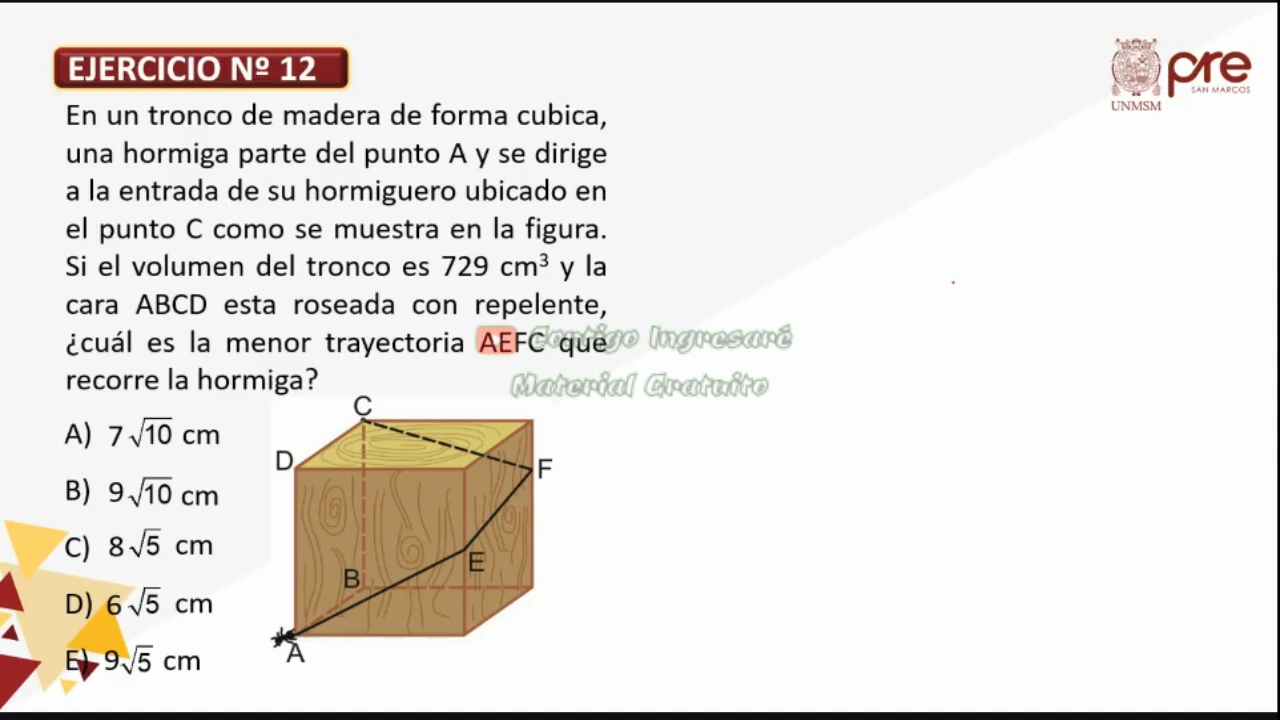 EJERCICIO Nº 12
pre
SAN MARCOS
UNMSM
En un tronco de madera de forma cubica,
una hormiga parte del punto A y se dirige
a la entrada de su hormiguero ubicado en
el punto C como se muestra en la figura.
Si el volumen del tronco es 729 cm³ y la
cara ABCD esta roseada con repelente,
¿cuál es la menor trayectoria AEFC que
recorre la hormiga?
Contigo Ingresaré
Material Gratuito
A) 7√10 cm
B) 9√10 cm
C) 8√5 cm
D) 6√5 cm
E) 9√5 cm
C
D
F
E
B
A